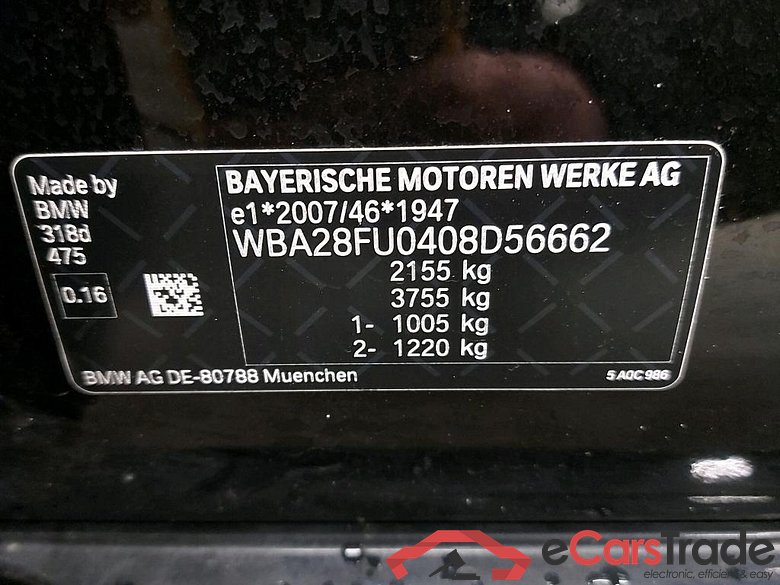 Made by
BMW
318d
475
0.16
BAYERISCHE MOTOREN WERKE AG
e1*2007/46*1947
WBA28FU0408D56662
2155 kg
3755 kg
1- 1005 kg
2- 1220 kg
BMW AG DE-80788 Muenchen
5 AQC 986
eCarsTrade
electronic, efficient & easy